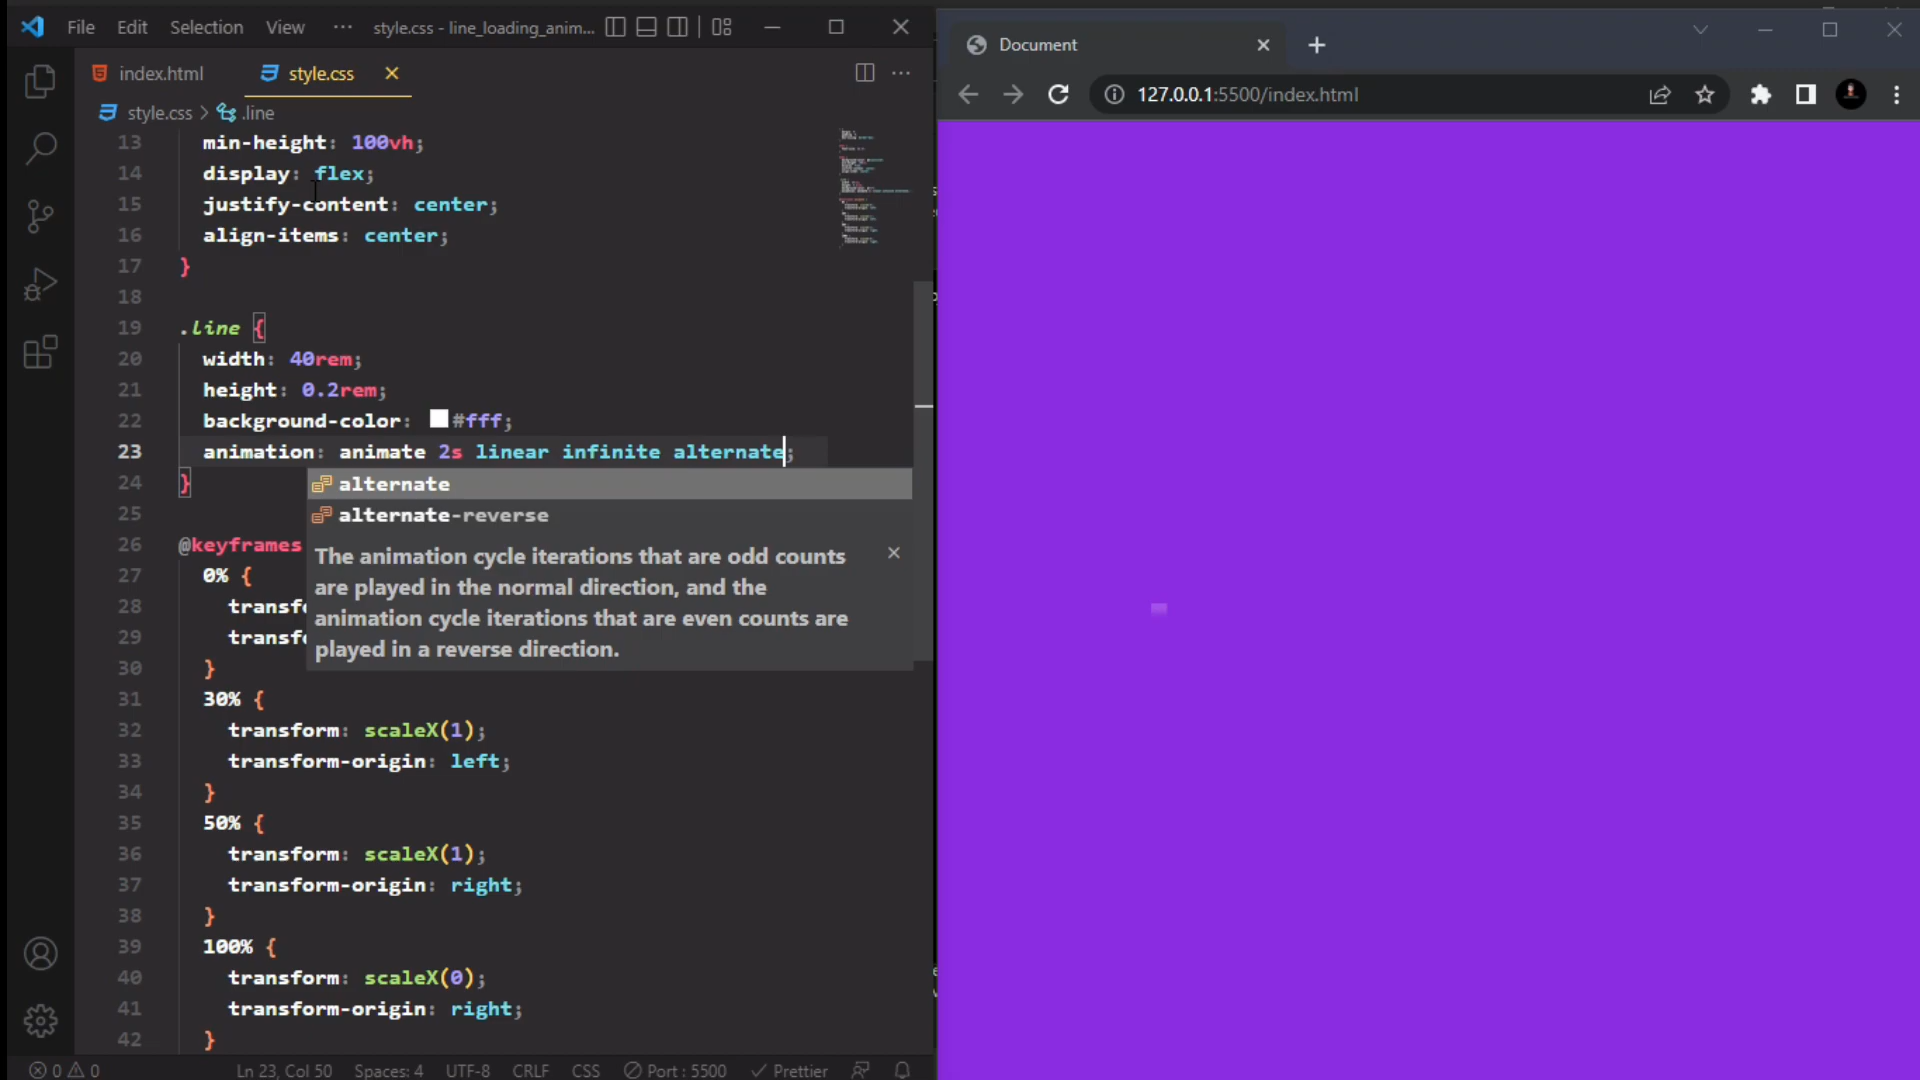 File Edit Selection View ··· style.css - line_loading_anim...
index.html style.css
style.css > .line
13 min-height: 100vh;
14 display: flex;
15 justify-content: center;
16 align-items: center;
17 }
18
19 .line {
20 width: 40rem;
21 height: 0.2rem;
22 background-color: #fff;
23 animation: animate 2s linear infinite alternate;
24 }
alternate
25
alternate-reverse
26 @keyframes
The animation cycle iterations that are odd counts
are played in the normal direction, and the
animation cycle iterations that are even counts are
played in a reverse direction.
27 0% {
28 transfo
29 transfo
30 }
31 30% {
32 transform: scaleX(1);
33 transform-origin: left;
34 }
35 50% {
36 transform: scaleX(1);
37 transform-origin: right;
38 }
39 100% {
40 transform: scaleX(0);
41 transform-origin: right;
42 }
0 0 Ln 23, Col 50 Spaces: 4 UTF-8 CRLF CSS Port : 5500 Prettier
Document
127.0.0.1:5500/index.html